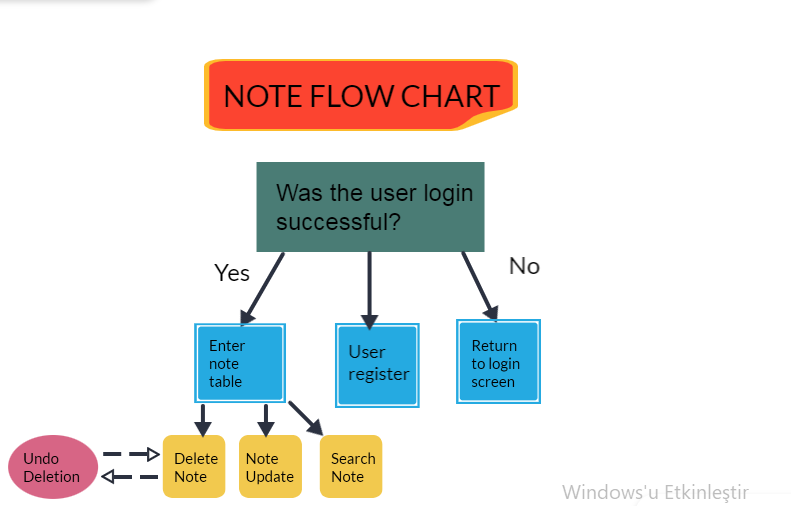 NOTE FLOW CHART
Was the user login
successful?
Yes
No
Enter
note
table
User
register
Return
to login
screen
Undo
Deletion
Delete
Note
Note
Update
Search
Note
Windows'u Etkinleştir